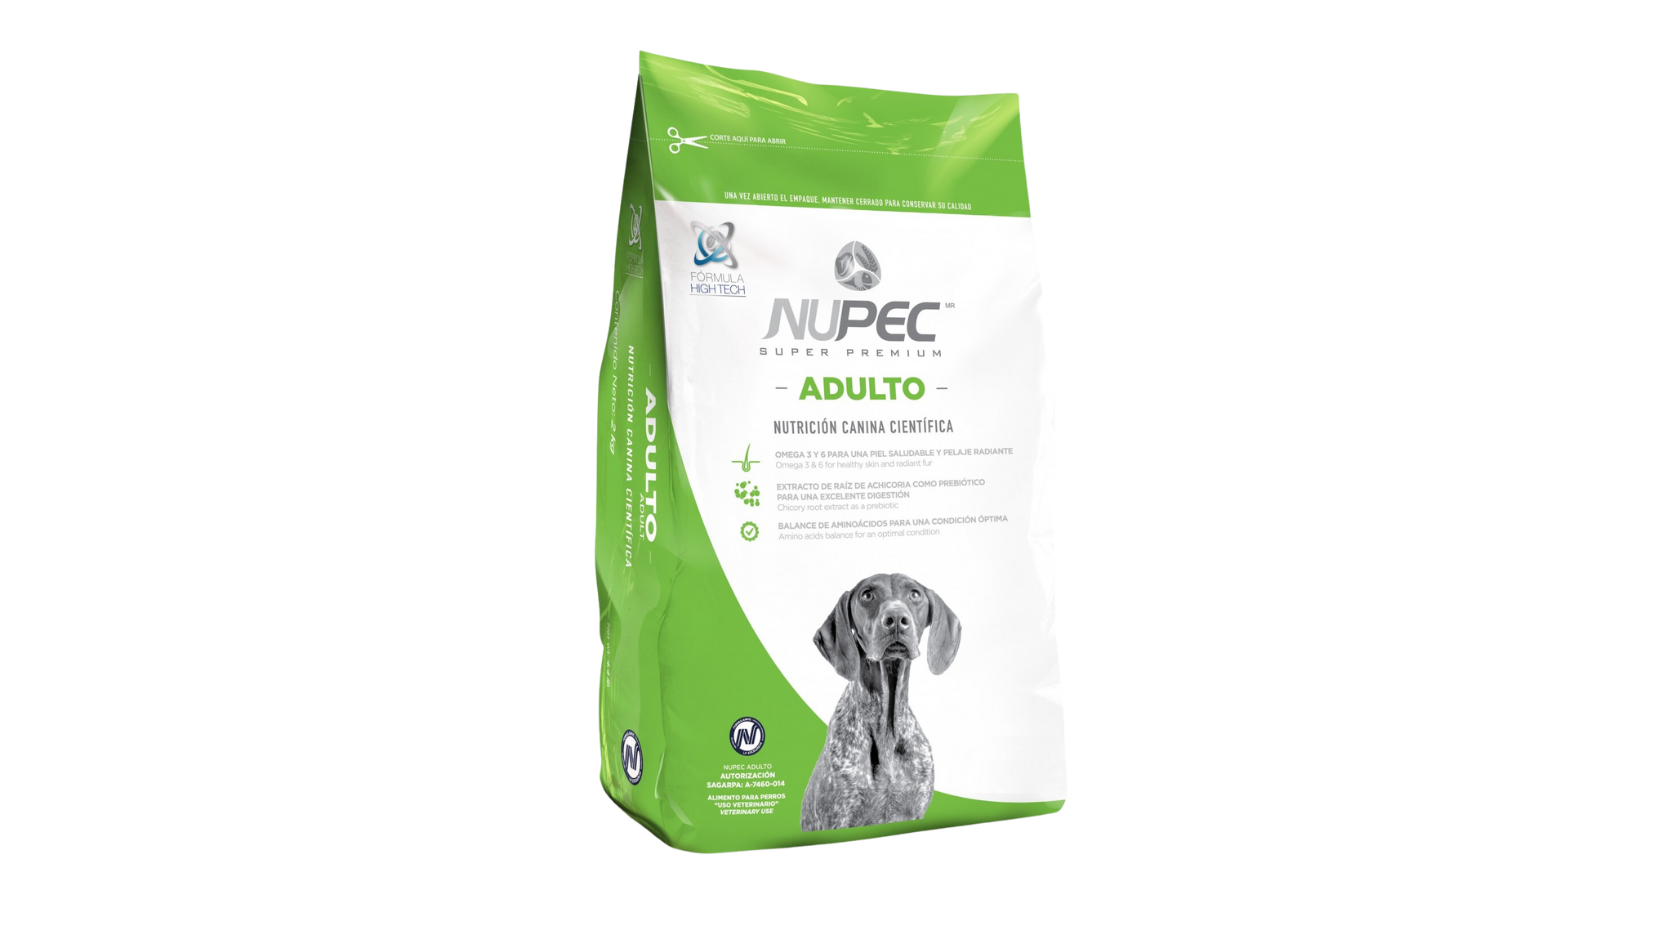 CORTE AQUÍ PARA ABRIR
UNA VEZ ABIERTO EL EMPAQUE, MANTENER CERRADO PARA CONSERVAR SU CALIDAD
FÓRMULA
HIGH TECH
NUPEC MR
SUPER PREMIUM
- ADULTO -
NUTRICIÓN CANINA CIENTÍFICA
OMEGA 3 Y 6 PARA UNA PIEL SALUDABLE Y PELAJE RADIANTE
Omega 3 & 6 for healthy skin and radiant fur
EXTRACTO DE RAÍZ DE ACHICORIA COMO PREBIÓTICO
PARA UNA EXCELENTE DIGESTIÓN
Chicory root extract as a prebiotic
BALANCE DE AMINOÁCIDOS PARA UNA CONDICIÓN ÓPTIMA
Amino acids balance for an optimal condition
NUPEC ADULTO
AUTORIZACIÓN
SAGARPA: A-7460-014
ALIMENTO PARA PERROS
"USO VETERINARIO"
VETERINARY USE
ADULTO
ADULT
NUTRICIÓN CANINA CIENTÍFICA
Contenido Neto: 2 kg